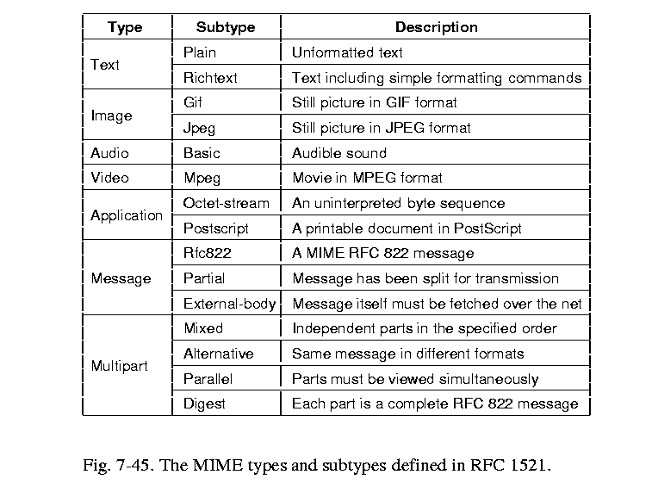 Type Subtype Description
Text Plain Unformatted text
Richtext Text including simple formatting commands
Image Gif Still picture in GIF format
Jpeg Still picture in JPEG format
Audio Basic Audible sound
Video Mpeg Movie in MPEG format
Application Octet-stream An uninterpreted byte sequence
Postscript A printable document in PostScript
Message Rfc822 A MIME RFC 822 message
Partial Message has been split for transmission
External-body Message itself must be fetched over the net
Multipart Mixed Independent parts in the specified order
Alternative Same message in different formats
Parallel Parts must be viewed simultaneously
Digest Each part is a complete RFC 822 message
Fig. 7-45. The MIME types and subtypes defined in RFC 1521.